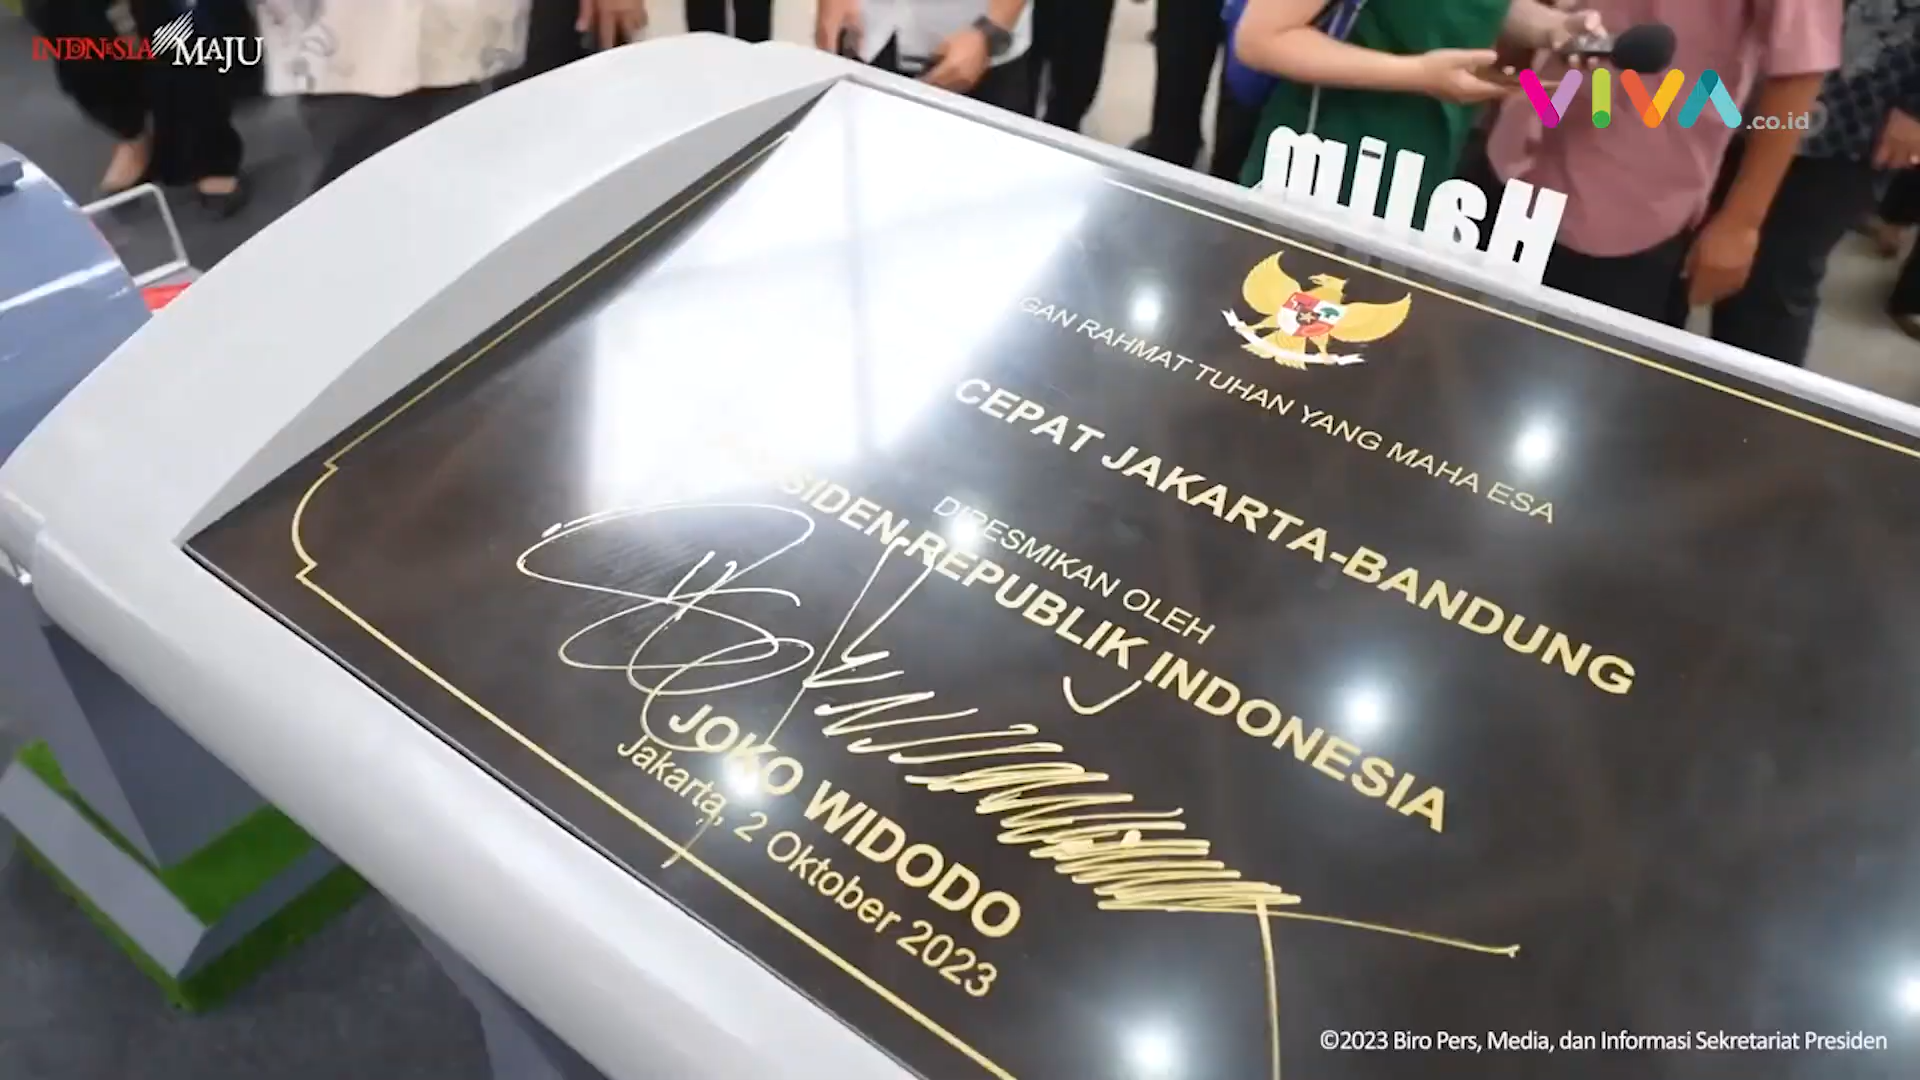 INDONESIA MAJU
VIVA.co.id
Halim
GAN RAHMAT TUHAN YANG MAHA ESA
CEPAT JAKARTA-BANDUNG
DIRESMIKAN OLEH
SIDEN REPUBLIK INDONESIA
JOKO WIDODO
Jakarta, 2 Oktober 2023
©2023 Biro Pers, Media, dan Informasi Sekretariat Presiden